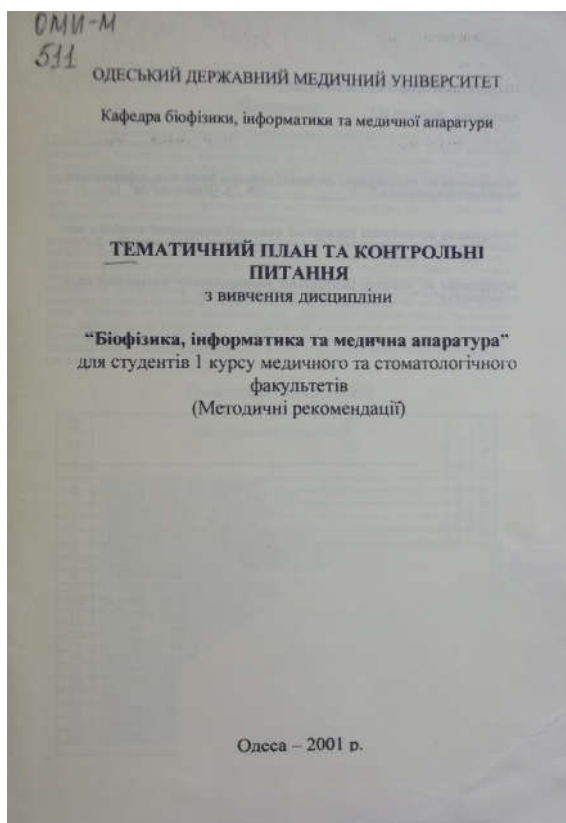 ОМИ-М
511
ОДЕСЬКИЙ ДЕРЖАВНИЙ МЕДИЧНИЙ УНІВЕРСИТЕТ
Кафедра біофізики, інформатики та медичної апаратури
ТЕМАТИЧНИЙ ПЛАН ТА КОНТРОЛЬНІ
ПИТАННЯ
з вивчення дисципліни
“Біофізика, інформатика та медична апаратура“
для студентів 1 курсу медичного та стоматологічного
факультетів
(Методичні рекомендації)
Одеса – 2001 р.